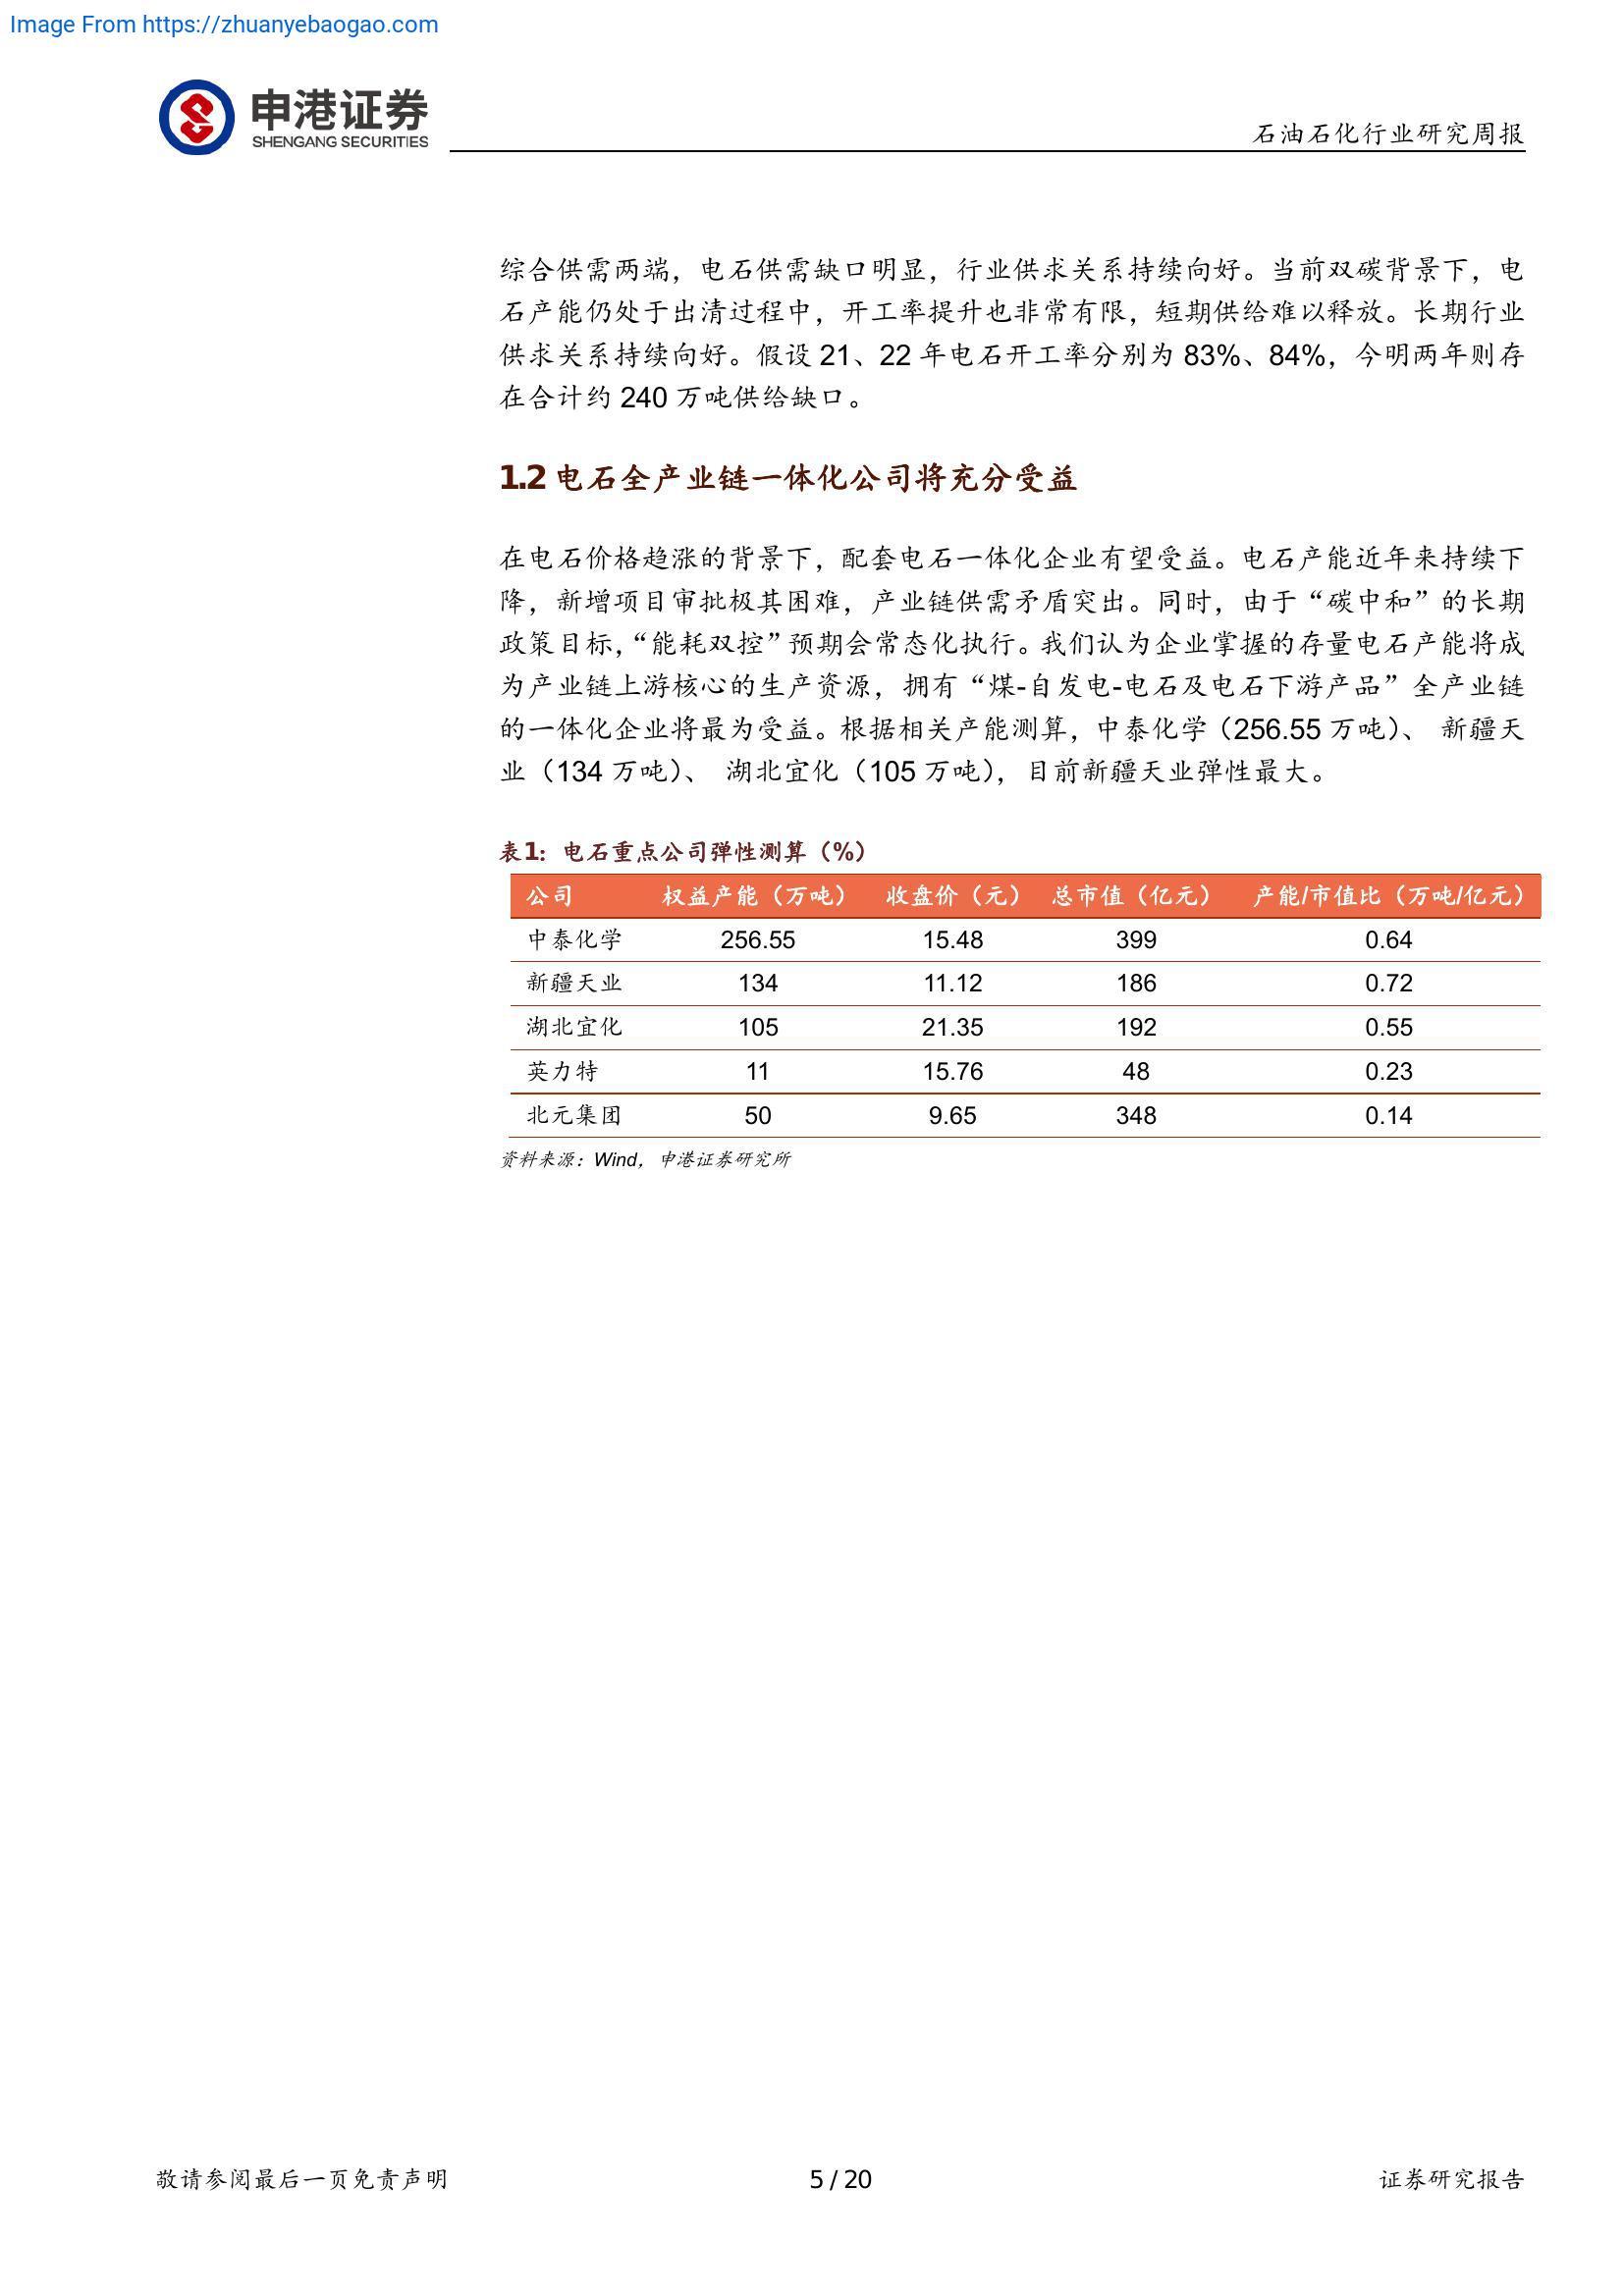 Image From https://zhuanyebaogao.com
申港证券
SHENGANG SECURITIES
石油石化行业研究周报
综合供需两端，电石供需缺口明显，行业供求关系持续向好。当前双碳背景下，电
石产能仍处于出清过程中，开工率提升也非常有限，短期供给难以释放。长期行业
供求关系持续向好。假设 21、22 年电石开工率分别为 83%、84%，今明两年则存
在合计约 240 万吨供给缺口。
1.2 电石全产业链一体化公司将充分受益
在电石价格趋涨的背景下，配套电石一体化企业有望受益。电石产能近年来持续下
降，新增项目审批极其困难，产业链供需矛盾突出。同时，由于“碳中和”的长期
政策目标，“能耗双控”预期会常态化执行。我们认为企业掌握的存量电石产能将成
为产业链上游核心的生产资源，拥有“煤-自发电-电石及电石下游产品”全产业链
的一体化企业将最为受益。根据相关产能测算，中泰化学（256.55 万吨）、 新疆天
业（134 万吨）、 湖北宜化（105 万吨），目前新疆天业弹性最大。
表1：电石重点公司弹性测算（%）
公司 权益产能（万吨） 收盘价（元） 总市值（亿元） 产能/市值比（万吨/亿元）
中泰化学 256.55 15.48 399 0.64
新疆天业 134 11.12 186 0.72
湖北宜化 105 21.35 192 0.55
英力特 11 15.76 48 0.23
北元集团 50 9.65 348 0.14
资料来源：Wind，申港证券研究所
敬请参阅最后一页免责声明 5 / 20 证券研究报告